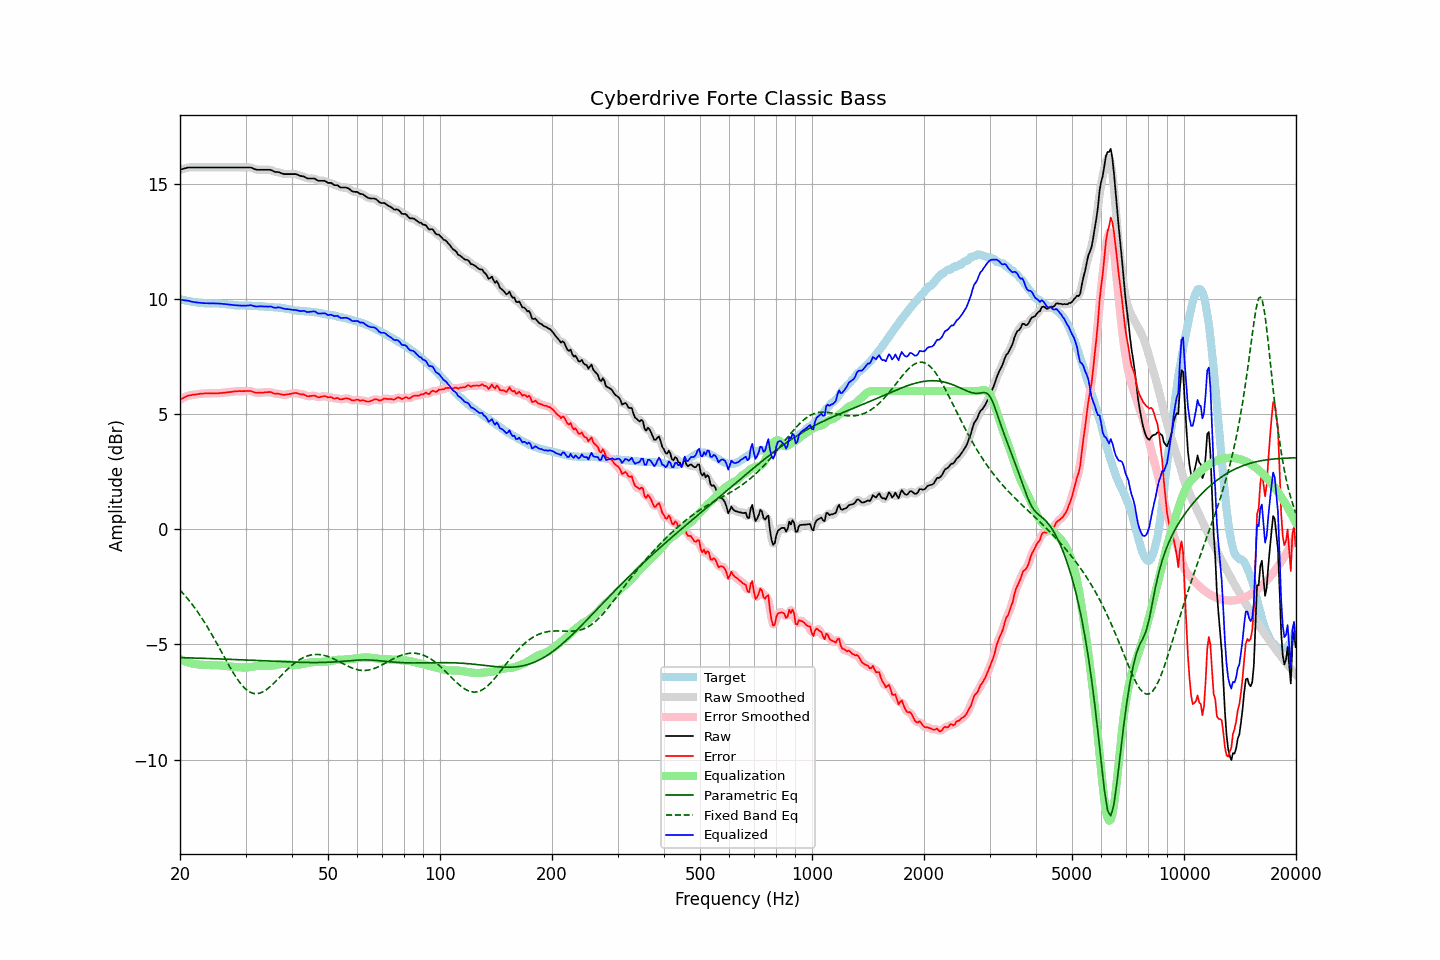 Cyberdrive Forte Classic Bass
Amplitude (dBr)
15
10
5
0
−5
−10
Target
Raw Smoothed
Error Smoothed
Raw
Error
Equalization
Parametric Eq
Fixed Band Eq
Equalized
20 50 100 200 500 1000 2000 5000 10000 20000
Frequency (Hz)